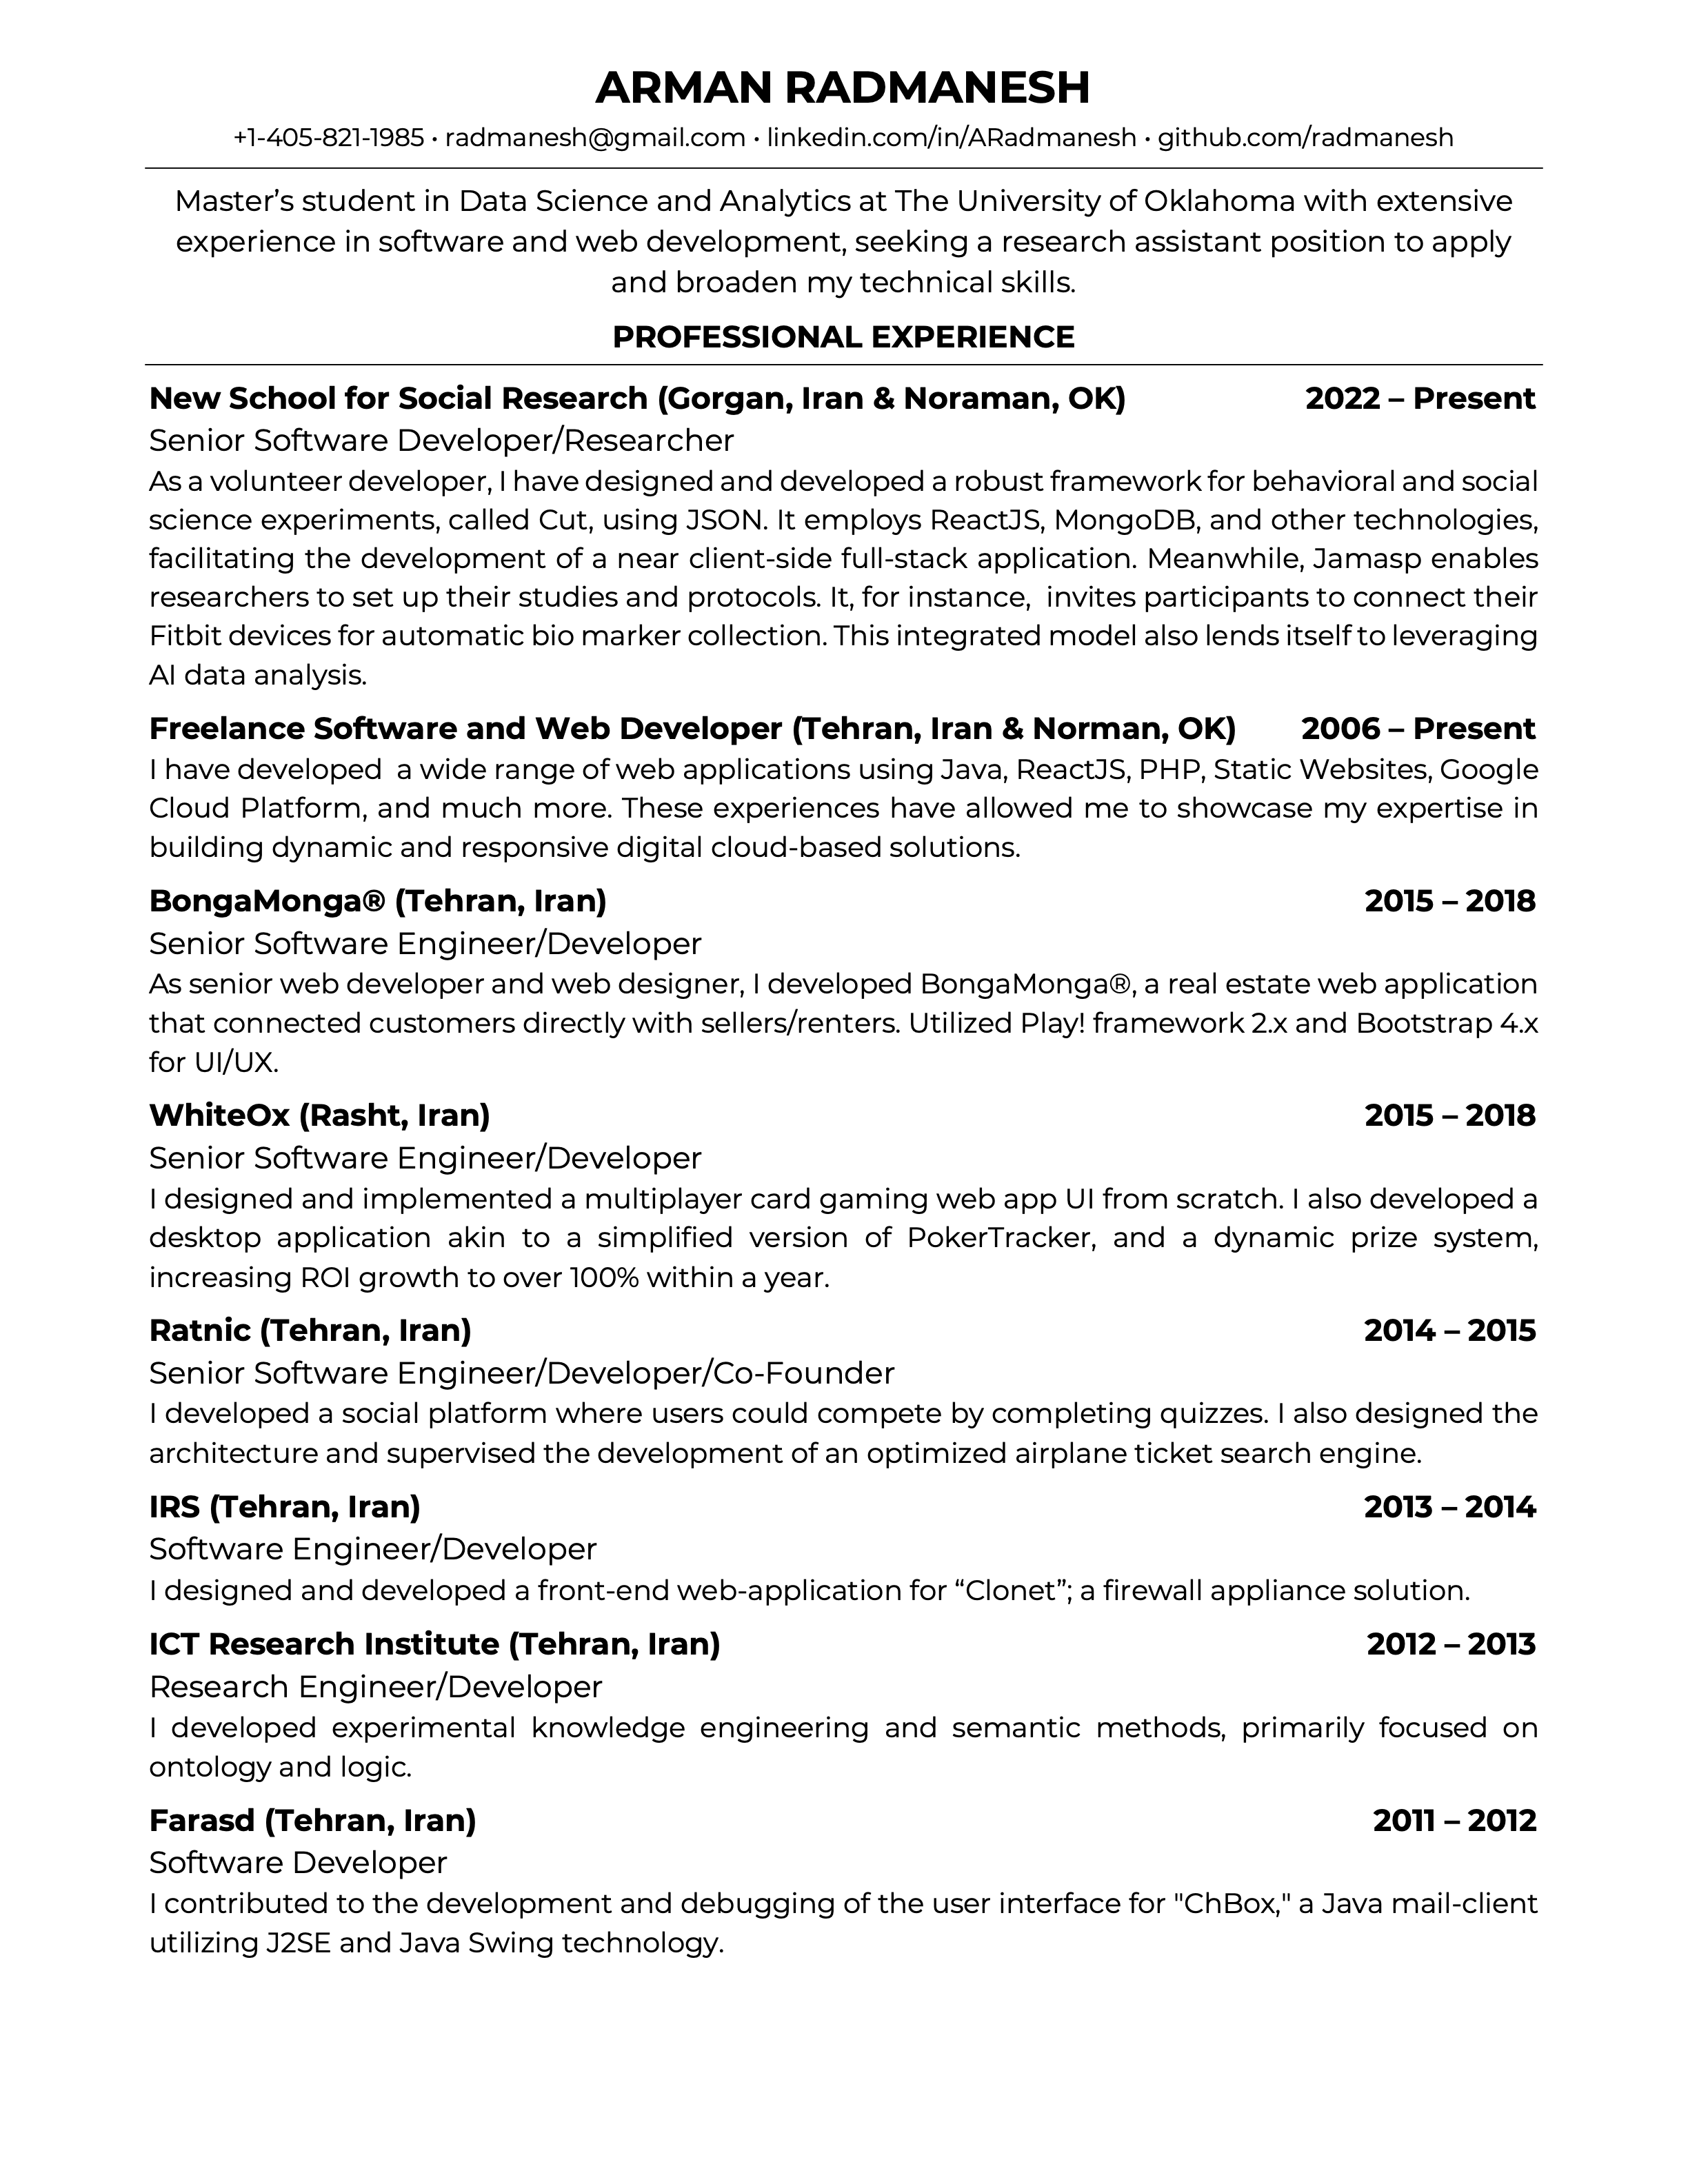 ARMAN RADMANESH
+1-405-821-1985 • radmanesh@gmail.com • linkedin.com/in/ARadmanesh • github.com/radmanesh
Master’s student in Data Science and Analytics at The University of Oklahoma with extensive
experience in software and web development, seeking a research assistant position to apply
and broaden my technical skills.
PROFESSIONAL EXPERIENCE
New School for Social Research (Gorgan, Iran & Noraman, OK) 2022 – Present
Senior Software Developer/Researcher
As a volunteer developer, I have designed and developed a robust framework for behavioral and social
science experiments, called Cut, using JSON. It employs ReactJS, MongoDB, and other technologies,
facilitating the development of a near client-side full-stack application. Meanwhile, Jamasp enables
researchers to set up their studies and protocols. It, for instance,  invites participants to connect their
Fitbit devices for automatic bio marker collection. This integrated model also lends itself to leveraging
AI data analysis.
Freelance Software and Web Developer (Tehran, Iran & Norman, OK) 2006 – Present
I have developed  a wide range of web applications using Java, ReactJS, PHP, Static Websites, Google
Cloud Platform, and much more. These experiences have allowed me to showcase my expertise in
building dynamic and responsive digital cloud-based solutions.
BongaMonga® (Tehran, Iran) 2015 – 2018
Senior Software Engineer/Developer
As senior web developer and web designer, I developed BongaMonga®, a real estate web application
that connected customers directly with sellers/renters. Utilized Play! framework 2.x and Bootstrap 4.x
for UI/UX.
WhiteOx (Rasht, Iran) 2015 – 2018
Senior Software Engineer/Developer
I designed and implemented a multiplayer card gaming web app UI from scratch. I also developed a
desktop application akin to a simplified version of PokerTracker, and a dynamic prize system,
increasing ROI growth to over 100% within a year.
Ratnic (Tehran, Iran) 2014 – 2015
Senior Software Engineer/Developer/Co-Founder
I developed a social platform where users could compete by completing quizzes. I also designed the
architecture and supervised the development of an optimized airplane ticket search engine.
IRS (Tehran, Iran) 2013 – 2014
Software Engineer/Developer
I designed and developed a front-end web-application for “Clonet”; a firewall appliance solution.
ICT Research Institute (Tehran, Iran) 2012 – 2013
Research Engineer/Developer
I developed experimental knowledge engineering and semantic methods, primarily focused on
ontology and logic.
Farasd (Tehran, Iran) 2011 – 2012
Software Developer
I contributed to the development and debugging of the user interface for "ChBox," a Java mail-client
utilizing J2SE and Java Swing technology.